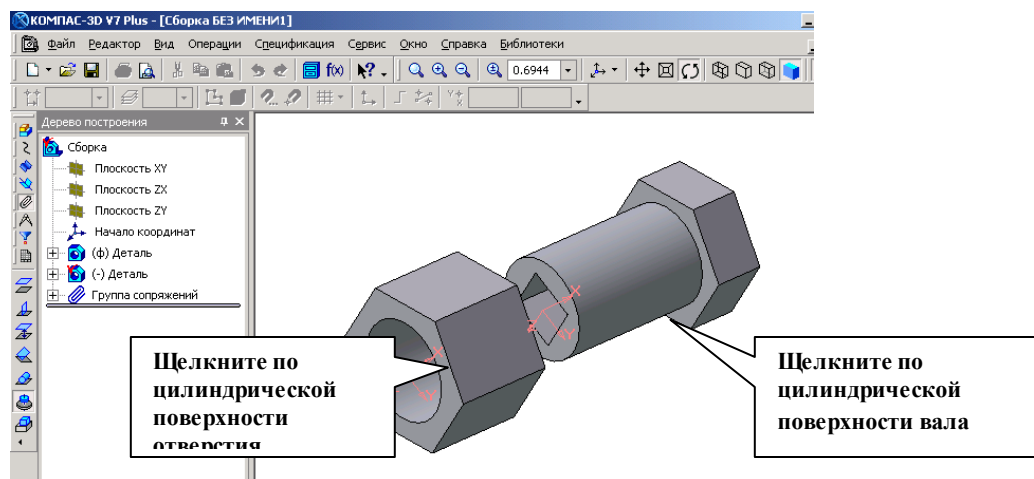 КОМПАС-3D V7 Plus - [Сборка БЕЗ ИМЕНИ1]
Файл Редактор Вид Операции Спецификация Сервис Окно Справка Библиотеки
f(x) 0.6944
Дерево построения
Сборка
Плоскость XY
Плоскость ZX
Плоскость ZY
Начало координат
(ф) Деталь
(-) Деталь
Группа сопряжений
X
Z
Y
X
Y
Щелкните по
цилиндрической
поверхности
отверстия
Щелкните по
цилиндрической
поверхности вала